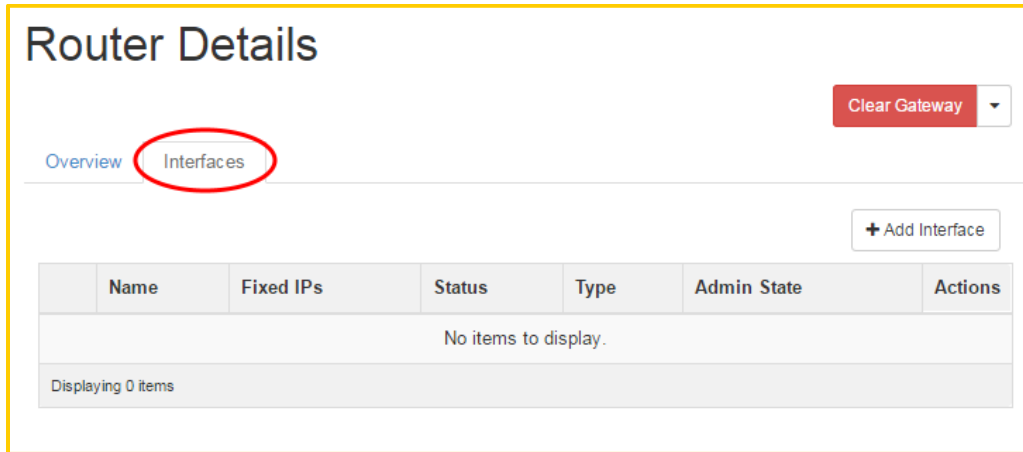 Router Details
Clear Gateway
Overview Interfaces
+ Add Interface
Name Fixed IPs Status Type Admin State Actions
No items to display.
Displaying 0 items